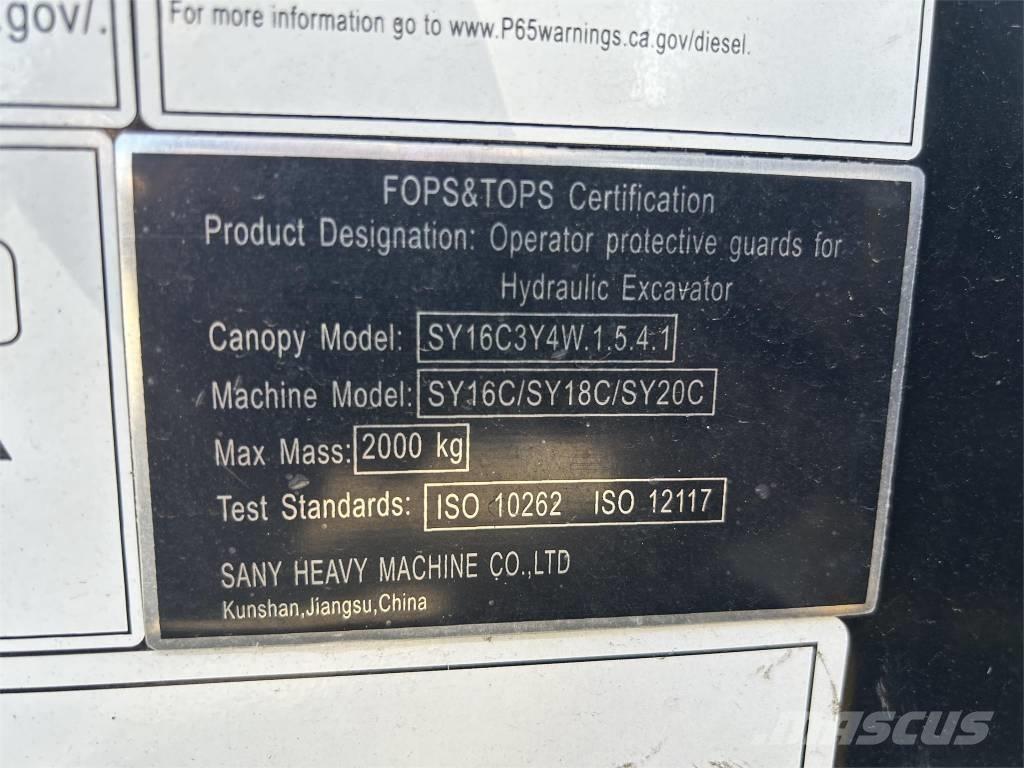 .gov/.
For more information go to www.P65warnings.ca.gov/diesel.
FOPS&TOPS Certification
Product Designation: Operator protective guards for
Hydraulic Excavator
Canopy Model: SY16C3Y4W.1.5.4.1
Machine Model: SY16C/SY18C/SY20C
Max Mass: 2000 kg
Test Standards: ISO 10262 ISO 12117
SANY HEAVY MACHINE CO.,LTD
Kunshan,Jiangsu,China
MASCUS